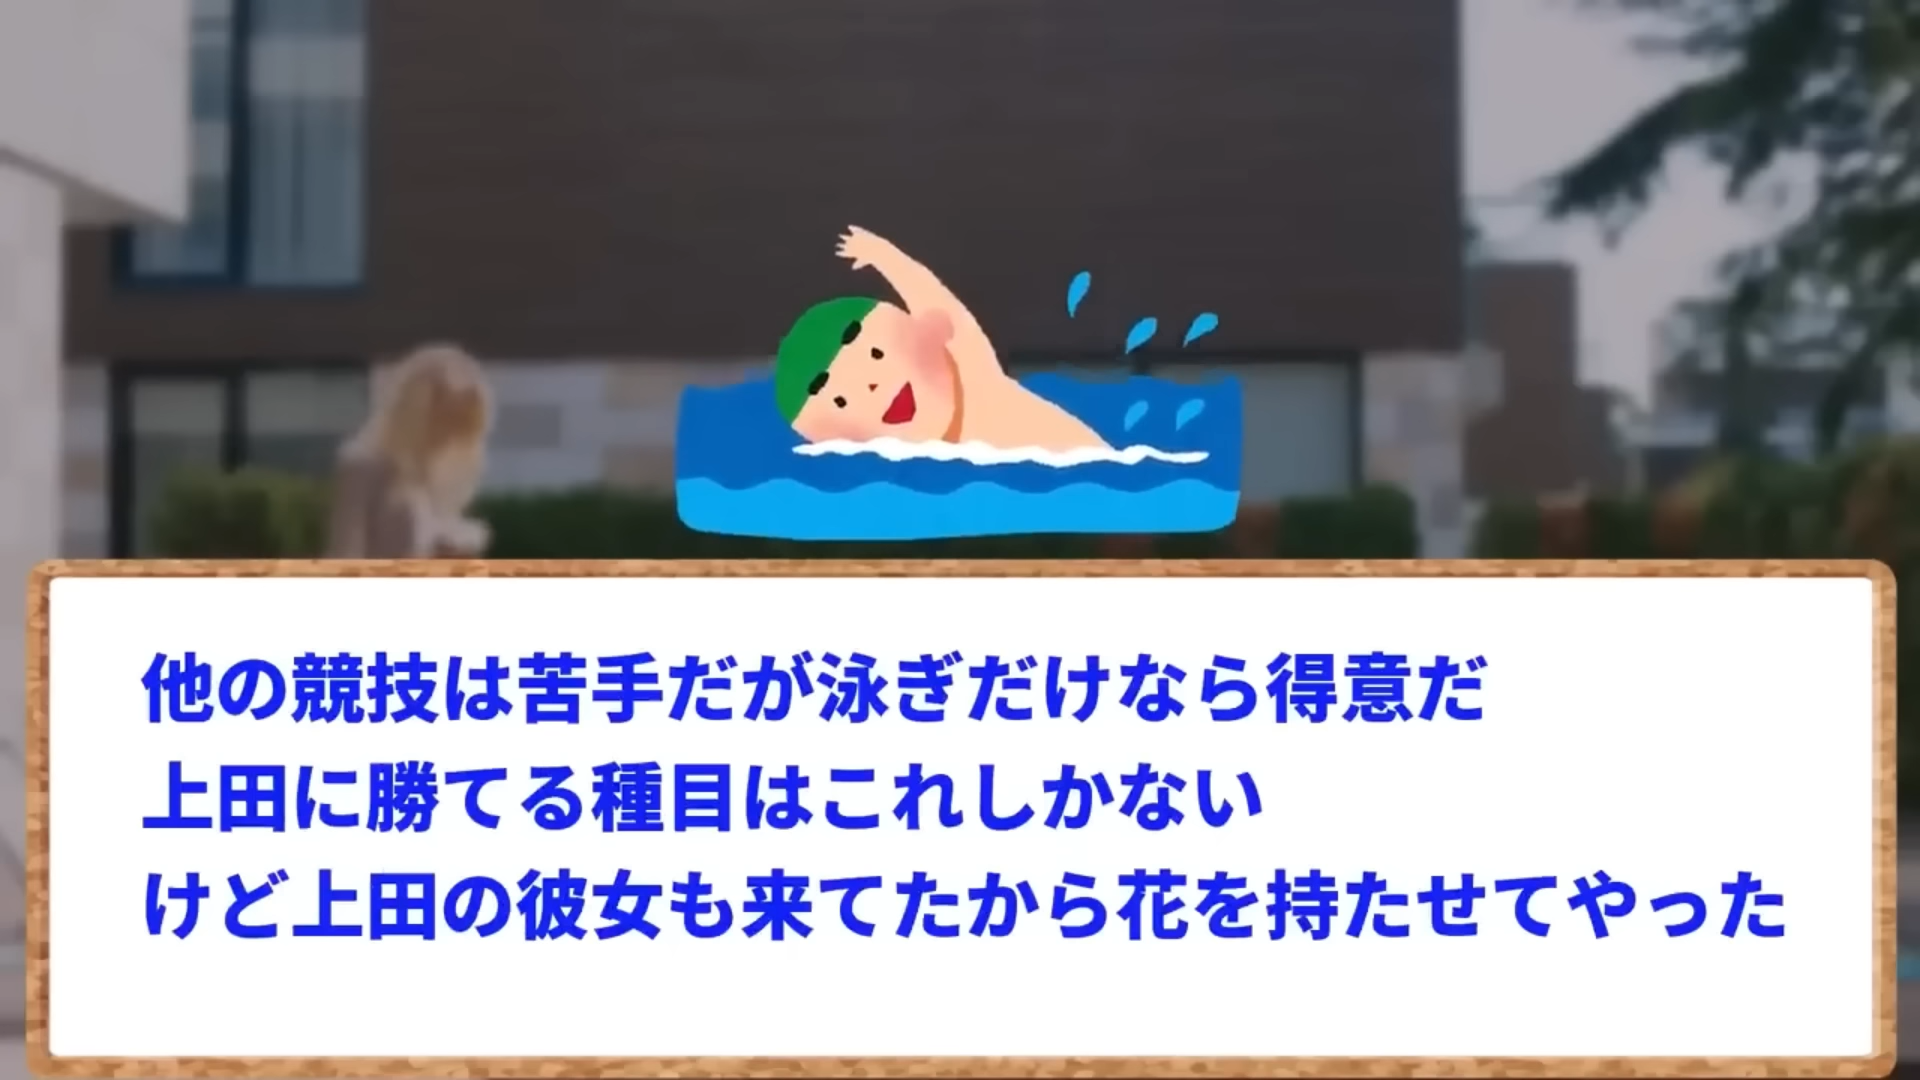 他の競技は苦手だが泳ぎだけなら得意だ
上田に勝てる種目はこれしかない
けど上田の彼女も来てたから花を持たせてやった